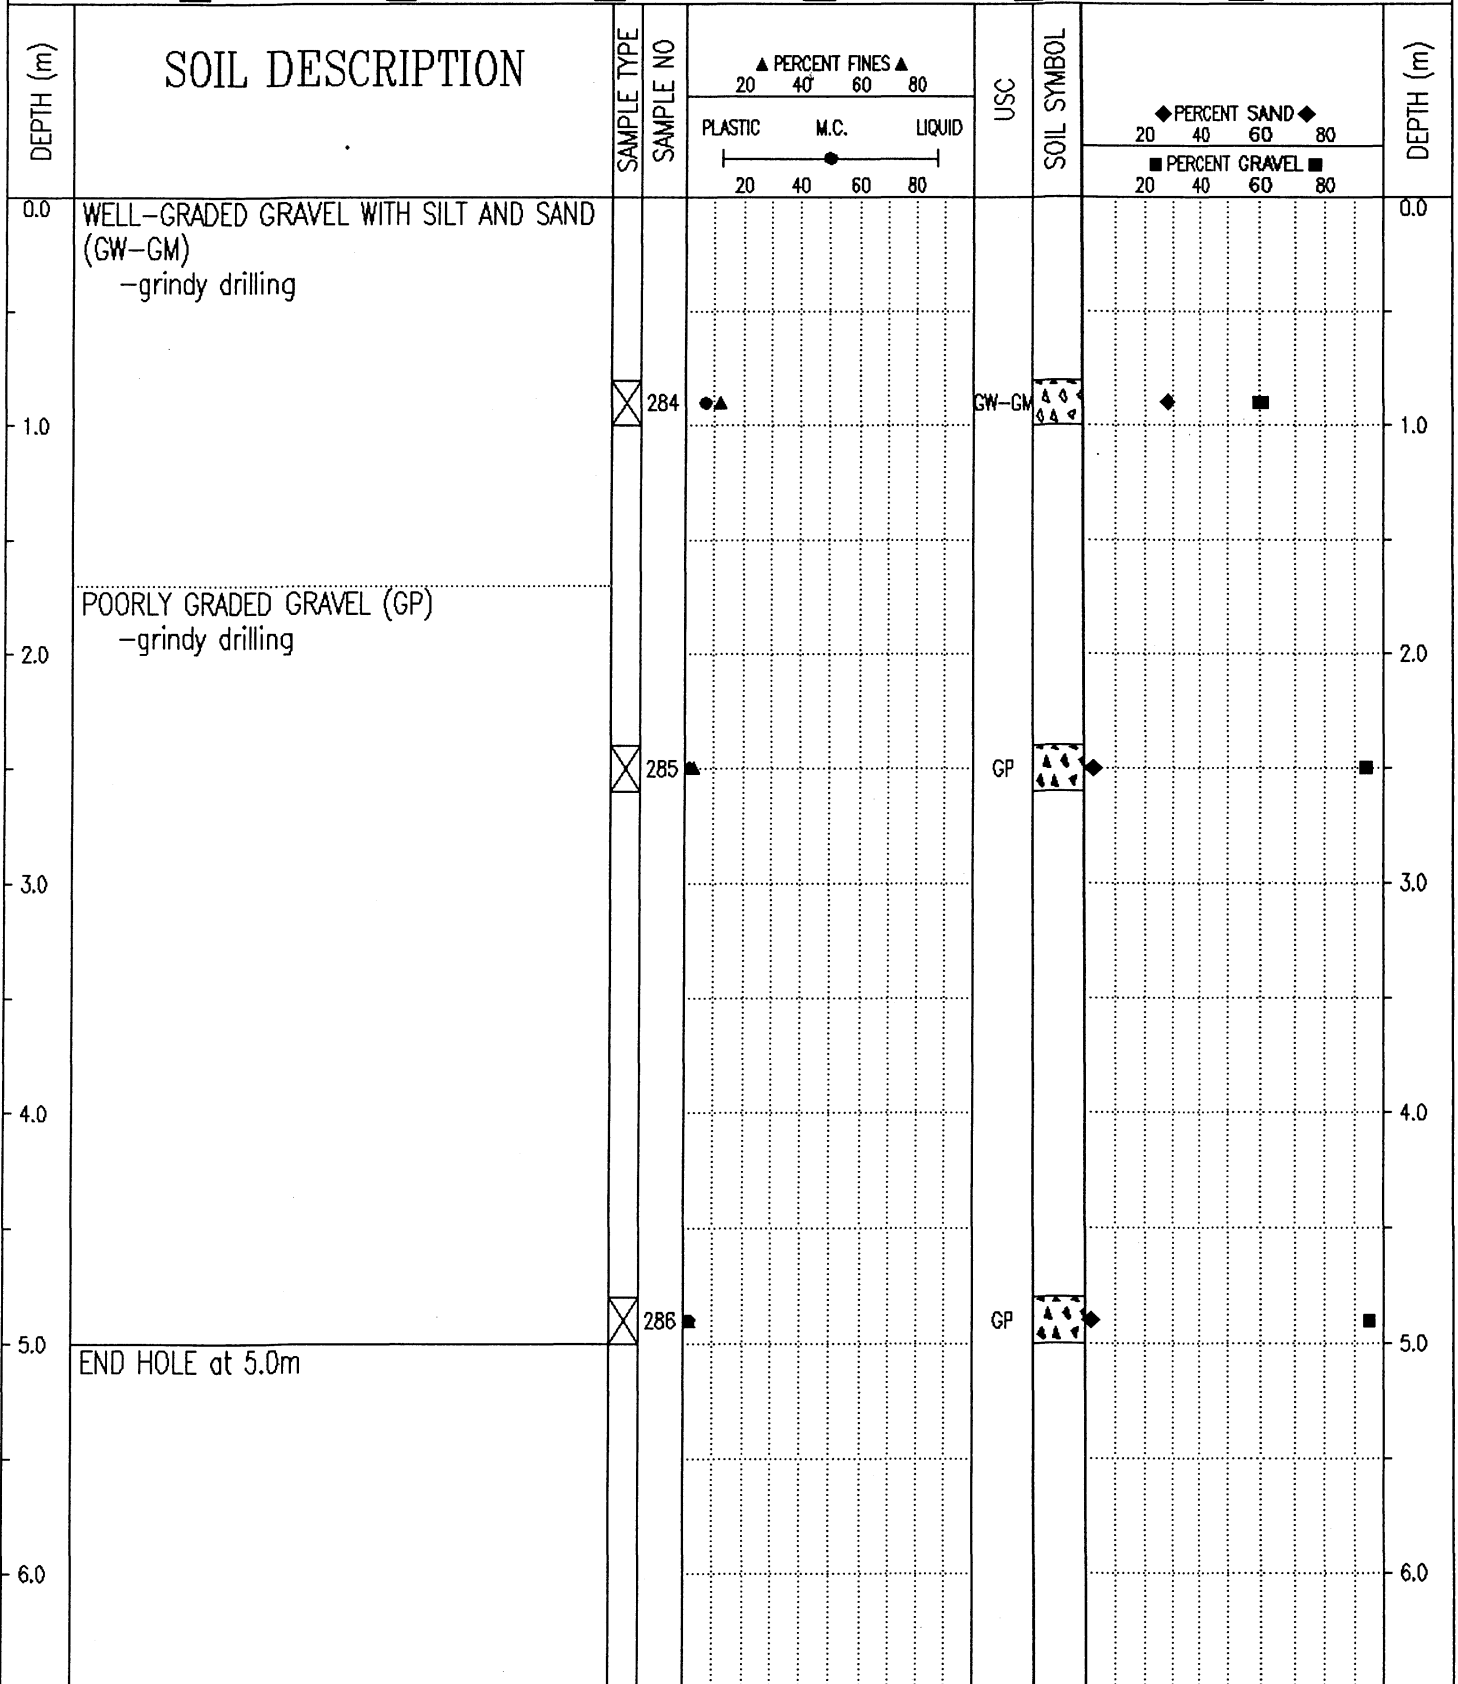 DEPTH (m)
SOIL DESCRIPTION
SAMPLE TYPE
SAMPLE NO
▲ PERCENT FINES ▲
20 40 60 80
PLASTIC M.C. LIQUID
20 40 60 80
USC
SOIL SYMBOL
◆ PERCENT SAND ◆
20 40 60 80
■ PERCENT GRAVEL ■
20 40 60 80
DEPTH (m)
0.0 WELL-GRADED GRAVEL WITH SILT AND SAND 0.0
(GW-GM)
-grindy drilling
284 GW-GM
1.0 1.0
POORLY GRADED GRAVEL (GP)
-grindy drilling
2.0 2.0
285 GP
3.0 3.0
4.0 4.0
286 GP
5.0 5.0
END HOLE at 5.0m
6.0 6.0